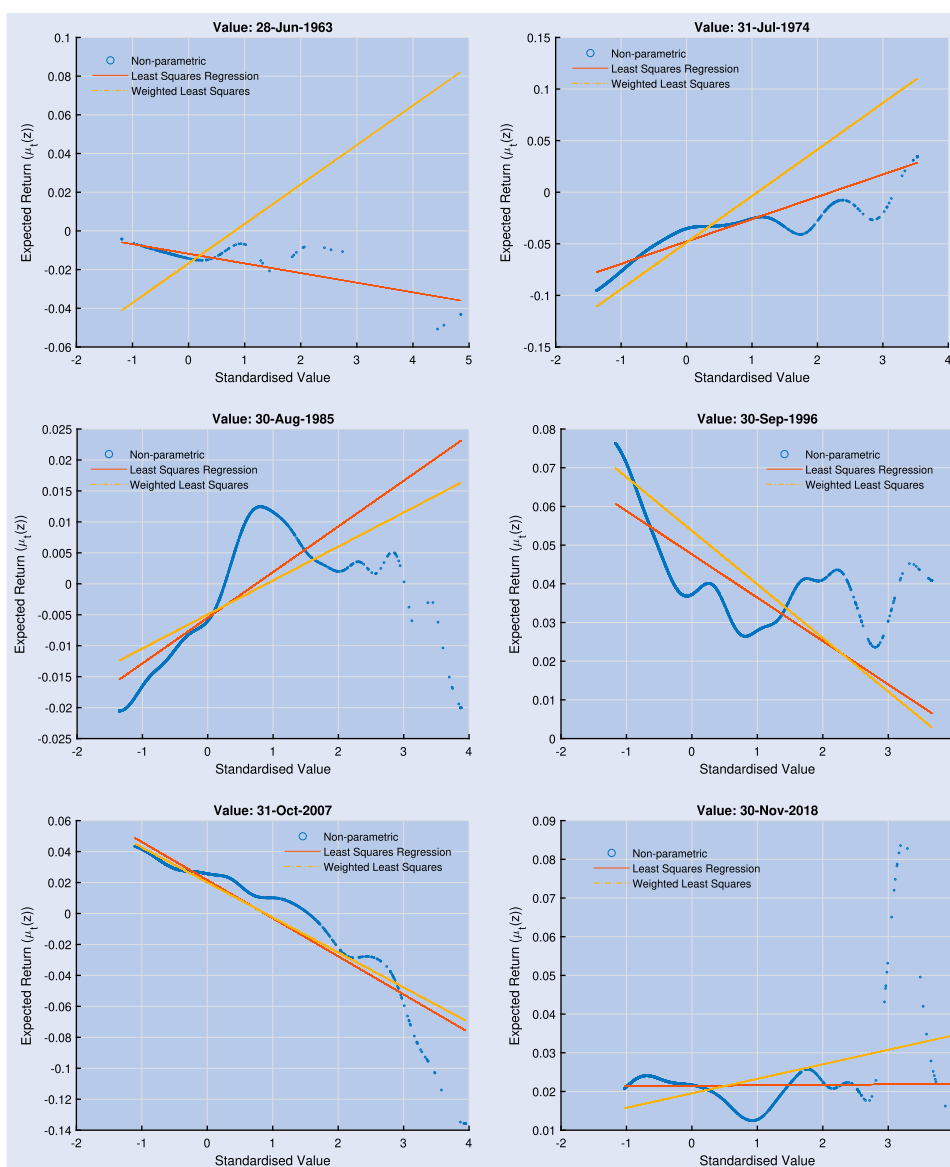 Value: 28-Jun-1963
0.1
0.08
0.06
0.04
0.02
0
-0.02
-0.04
-0.06
Expected Return (μt(z))
Non-parametric
Least Squares Regression
Weighted Least Squares
-2 -1 0 1 2 3 4 5
Standardised Value
Value: 31-Jul-1974
0.15
0.1
0.05
0
-0.05
-0.1
-0.15
Expected Return (μt(z))
Non-parametric
Least Squares Regression
Weighted Least Squares
-2 -1 0 1 2 3 4
Standardised Value
Value: 30-Aug-1985
0.025
0.02
0.015
0.01
0.005
0
-0.005
-0.01
-0.015
-0.02
-0.025
Expected Return (μt(z))
Non-parametric
Least Squares Regression
Weighted Least Squares
-2 -1 0 1 2 3 4
Standardised Value
Value: 30-Sep-1996
0.08
0.07
0.06
0.05
0.04
0.03
0.02
0.01
0
Expected Return (μt(z))
Non-parametric
Least Squares Regression
Weighted Least Squares
-2 -1 0 1 2 3 4
Standardised Value
Value: 31-Oct-2007
0.06
0.04
0.02
0
-0.02
-0.04
-0.06
-0.08
-0.1
-0.12
-0.14
Expected Return (μt(z))
Non-parametric
Least Squares Regression
Weighted Least Squares
-2 -1 0 1 2 3 4
Standardised Value
Value: 30-Nov-2018
0.09
0.08
0.07
0.06
0.05
0.04
0.03
0.02
0.01
Expected Return (μt(z))
Non-parametric
Least Squares Regression
Weighted Least Squares
-2 -1 0 1 2 3 4
Standardised Value